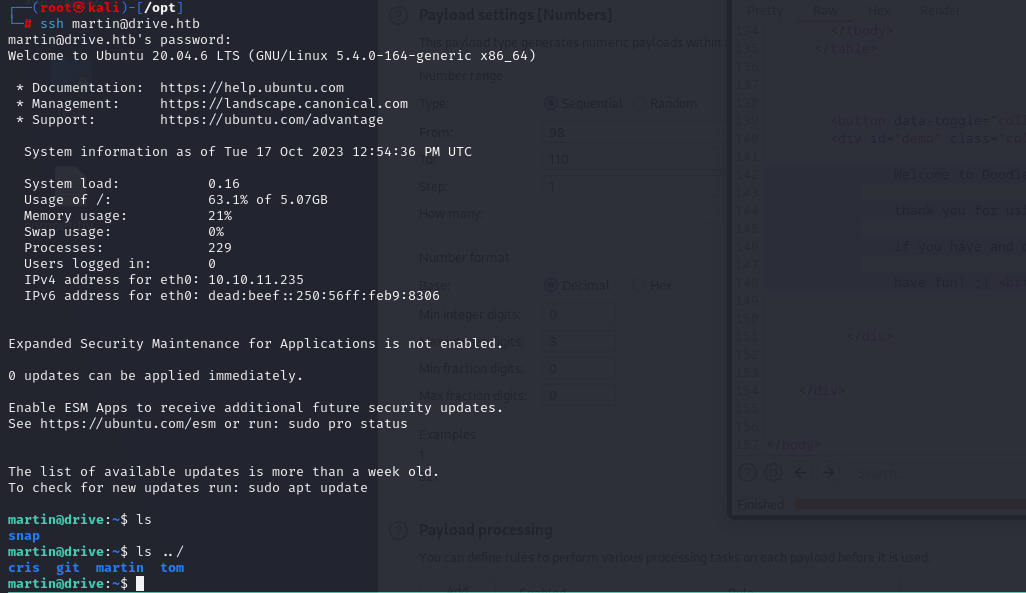 ┌──(root㉿kali)-[/opt]
└─# ssh martin@drive.htb
martin@drive.htb's password:
Welcome to Ubuntu 20.04.6 LTS (GNU/Linux 5.4.0-164-generic x86_64)
* Documentation:  https://help.ubuntu.com
* Management:     https://landscape.canonical.com
* Support:        https://ubuntu.com/advantage
System information as of Tue 17 Oct 2023 12:54:36 PM UTC
System load:           0.16
Usage of /:            63.1% of 5.07GB
Memory usage:          21%
Swap usage:            0%
Processes:             229
Users logged in:       0
IPv4 address for eth0: 10.10.11.235
IPv6 address for eth0: dead:beef::250:56ff:feb9:8306
Expanded Security Maintenance for Applications is not enabled.
0 updates can be applied immediately.
Enable ESM Apps to receive additional future security updates.
See https://ubuntu.com/esm or run: sudo pro status
The list of available updates is more than a week old.
To check for new updates run: sudo apt update
martin@drive:~$ ls
snap
martin@drive:~$ ls ../
cris  git  martin  tom
martin@drive:~$
Payload settings [Numbers]
This payload type generates numeric payloads within
Number range
Type: Sequential Random
From: 98
110
Step: 1
How many:
Number format
Base: Decimal Hex
Min integer digits: 0
digits: 3
Min fraction digits: 0
Max fraction digits: 0
Examples
1
Payload processing
You can define rules to perform various processing tasks on each payload before it is used.
Pretty Raw Hex Render
134 </tbody>
135 </table>
136
137
138
139 <button data-toggle="col
140 <div id="demo" class="co
141
142 Welcome to Doodl
143
144 thank you for usi
145
146 if you have and
147
148 have fun! ;) <b
149
150
151 </div>
152
153
154 </div>
155
156
157 </body>
Search
Finished